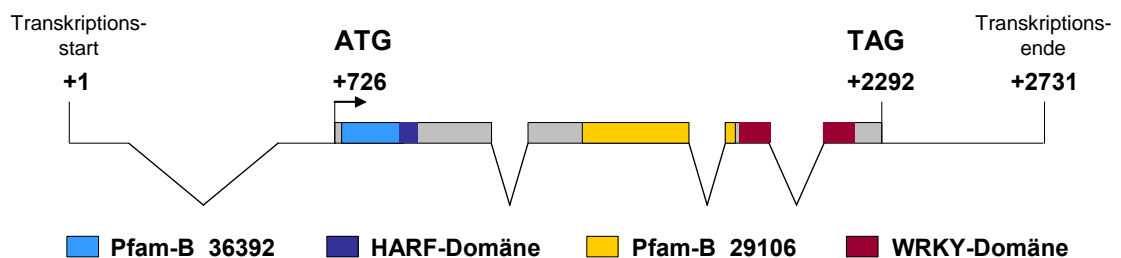 Transkriptions-
start
+1
ATG
+726
TAG
+2292
Transkriptions-
ende
+2731
Pfam-B 36392
HARF-Domäne
Pfam-B 29106
WRKY-Domäne